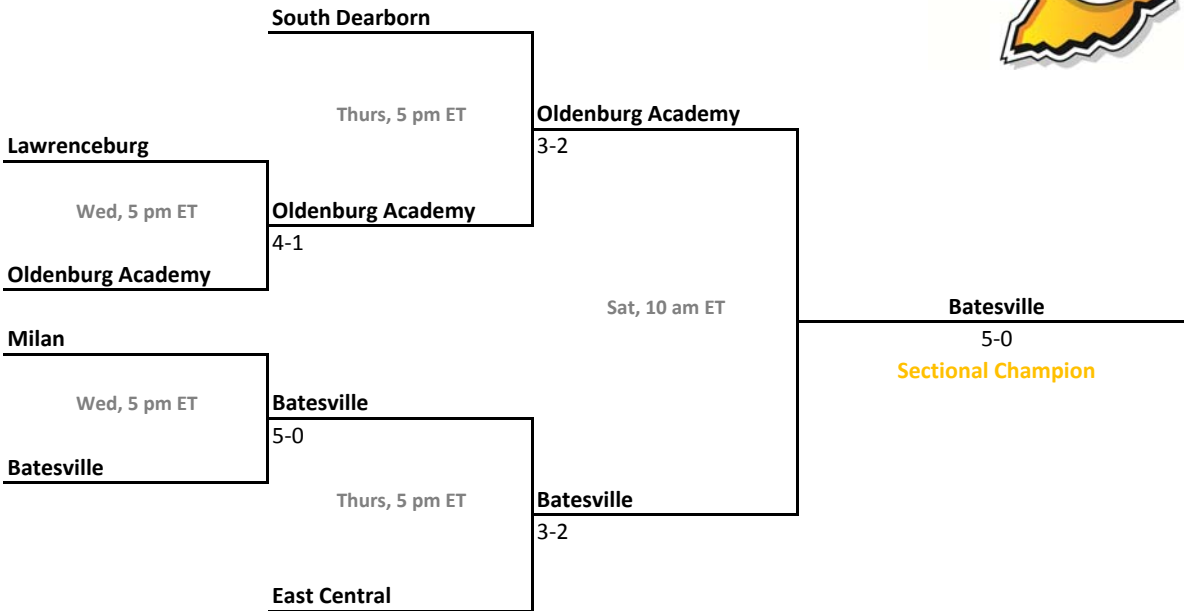 South Dearborn
Thurs, 5 pm ET
Oldenburg Academy
3-2
Lawrenceburg
Wed, 5 pm ET
Oldenburg Academy
4-1
Oldenburg Academy
Sat, 10 am ET
Batesville
5-0
Sectional Champion
Milan
Wed, 5 pm ET
Batesville
5-0
Batesville
Thurs, 5 pm ET
Batesville
3-2
East Central